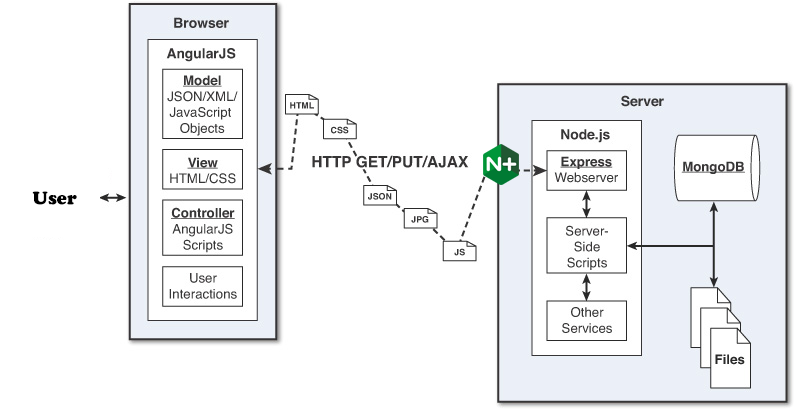 Browser
AngularJS
Model
JSON/XML/
JavaScript
Objects
View
HTML/CSS
Controller
AngularJS
Scripts
User
Interactions
User
HTML
CSS
HTTP GET/PUT/AJAX
JSON
JPG
JS
N+
Server
Node.js
Express
Webserver
Server-
Side
Scripts
Other
Services
MongoDB
Files